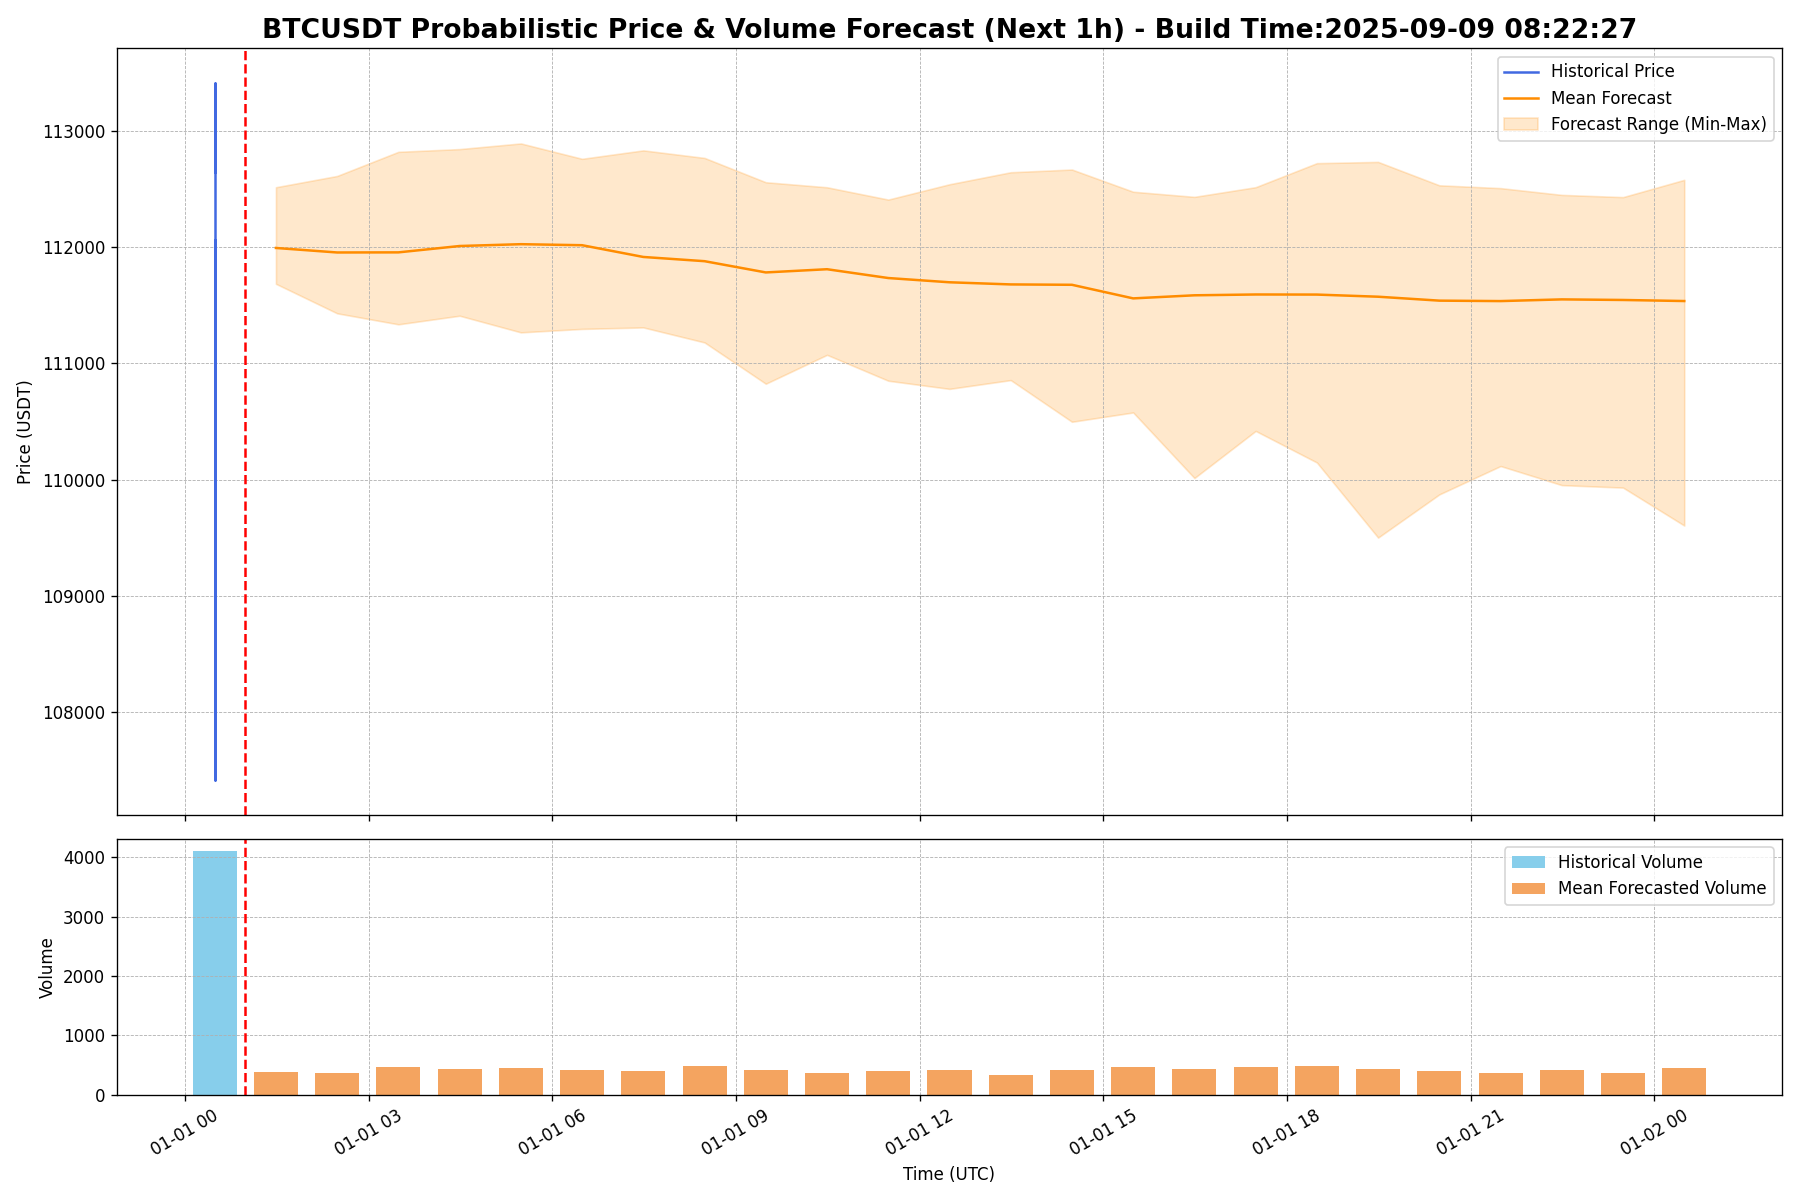 BTCUSDT Probabilistic Price & Volume Forecast (Next 1h) - Build Time:2025-09-09 08:22:27
Historical Price
Mean Forecast
Forecast Range (Min-Max)
Price (USDT)
113000
112000
111000
110000
109000
108000
Historical Volume
Mean Forecasted Volume
Volume
4000
3000
2000
1000
0
01-01 00
01-01 03
01-01 06
01-01 09
01-01 12
01-01 15
01-01 18
01-01 21
01-02 00
Time (UTC)